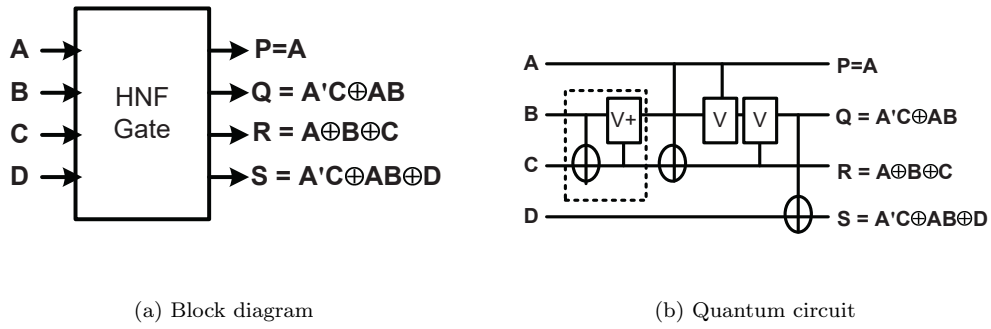 A
B
C
D
HNF
Gate
P=A
Q = A'C⊕AB
R = A⊕B⊕C
S = A'C⊕AB⊕D
(a) Block diagram
A
B
C
D
V+
V
V
P=A
Q = A'C⊕AB
R = A⊕B⊕C
S = A'C⊕AB⊕D
(b) Quantum circuit